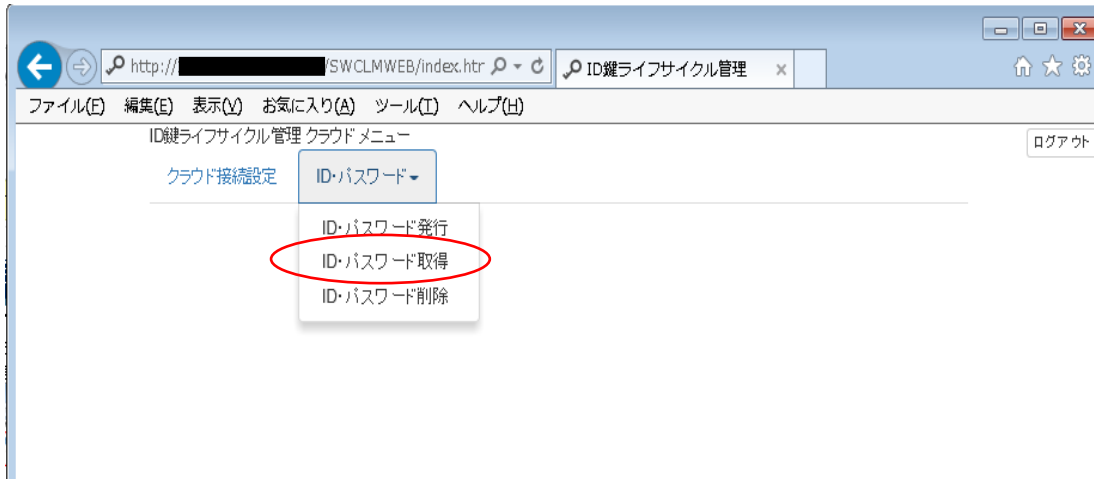 http:// /SWCLMWEB/index.htr
ID鍵ライフサイクル管理
ファイル(F) 編集(E) 表示(V) お気に入り(A) ツール(T) ヘルプ(H)
ID鍵ライフサイクル管理 クラウド メニュー
ログアウト
クラウド接続設定 ID・パスワード
ID・パスワード発行
ID・パスワード取得
ID・パスワード削除